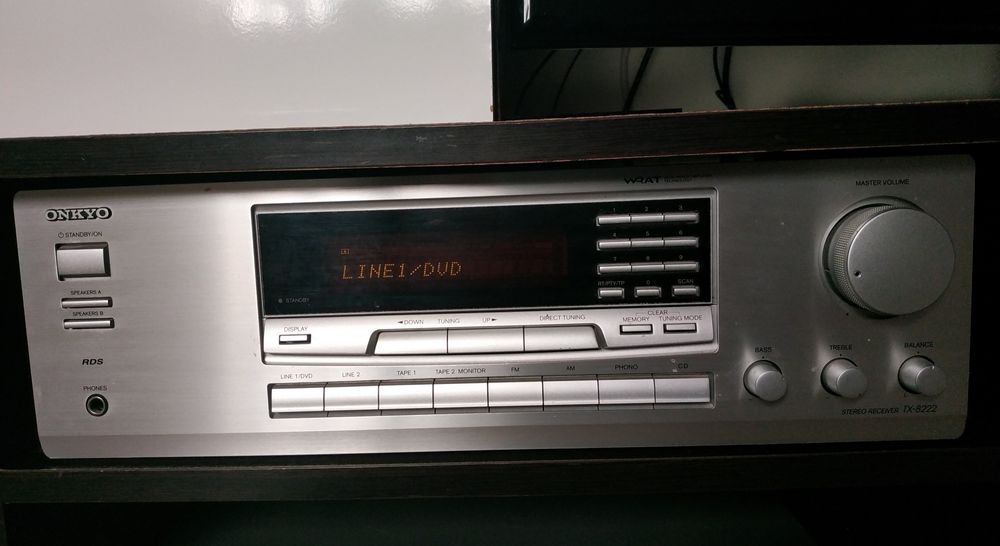 WRAT
TECHNOLOGY
MASTER VOLUME
ONKYO
STANDBY/ON
1 2 3
4 5 6
7 8 9
A
LINE1/DVD
RT/PTY/TP 0 SCAN
SPEAKERS A
SPEAKERS B
STANDBY
DISPLAY
◄DOWN TUNING UP► DIRECT TUNING
CLEAR
MEMORY TUNING MODE
RDS
BASS TREBLE BALANCE
LINE 1/DVD LINE 2 TAPE 1 TAPE 2 MONITOR FM AM PHONO CD
PHONES
L
STEREO RECEIVER TX-8222